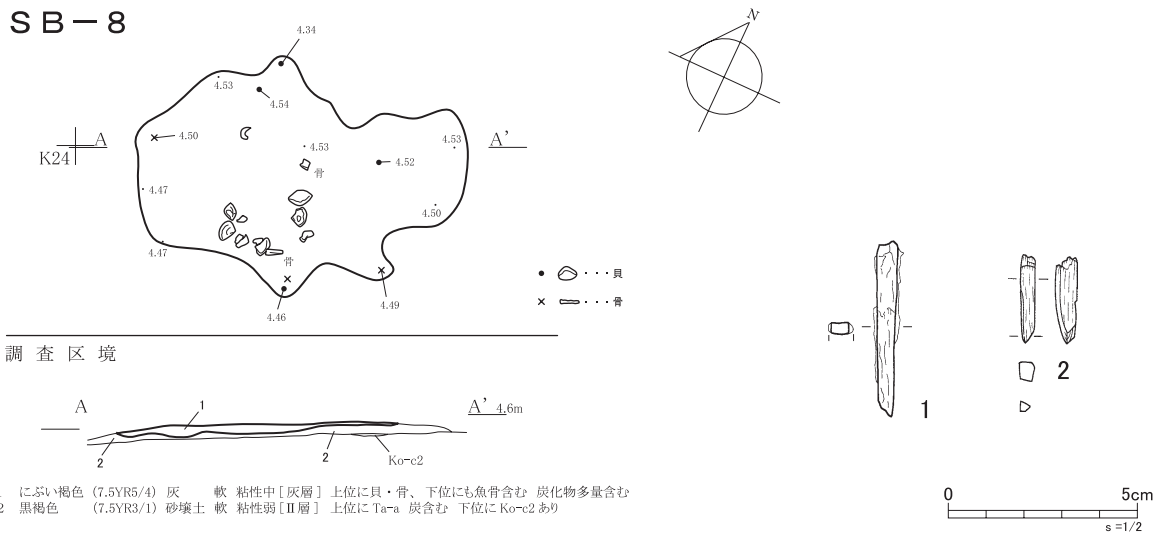 SB－8
N
4.34
4.53
4.54
4.50
A
K24
4.53
骨
4.52
4.53
A’
4.47
4.50
4.47
骨
4.46
4.49
●・・・貝
×・・・骨
調査区境
A
1
A’ 4.6m
2
2
Ko-c2
1 にぶい褐色 (7.5YR5/4) 灰 軟 粘性中 [灰層] 上位に貝・骨、下位にも魚骨含む 炭化物多量含む
2 黒褐色 (7.5YR3/1) 砂壌土 軟 粘性弱 [Ⅱ層] 上位にTa-a 炭含む 下位にKo-c2あり
1
2
0 5cm
s=1/2